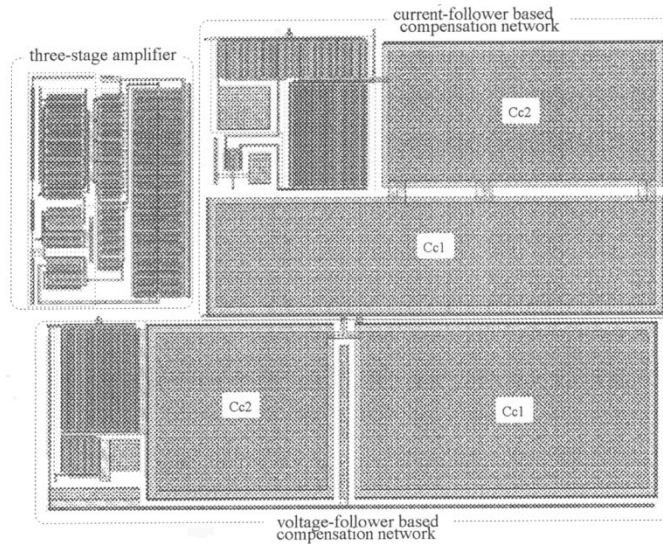 current-follower based
compensation network
three-stage amplifier
Cc2
Cc1
Cc2
Cc1
voltage-follower based
compensation network